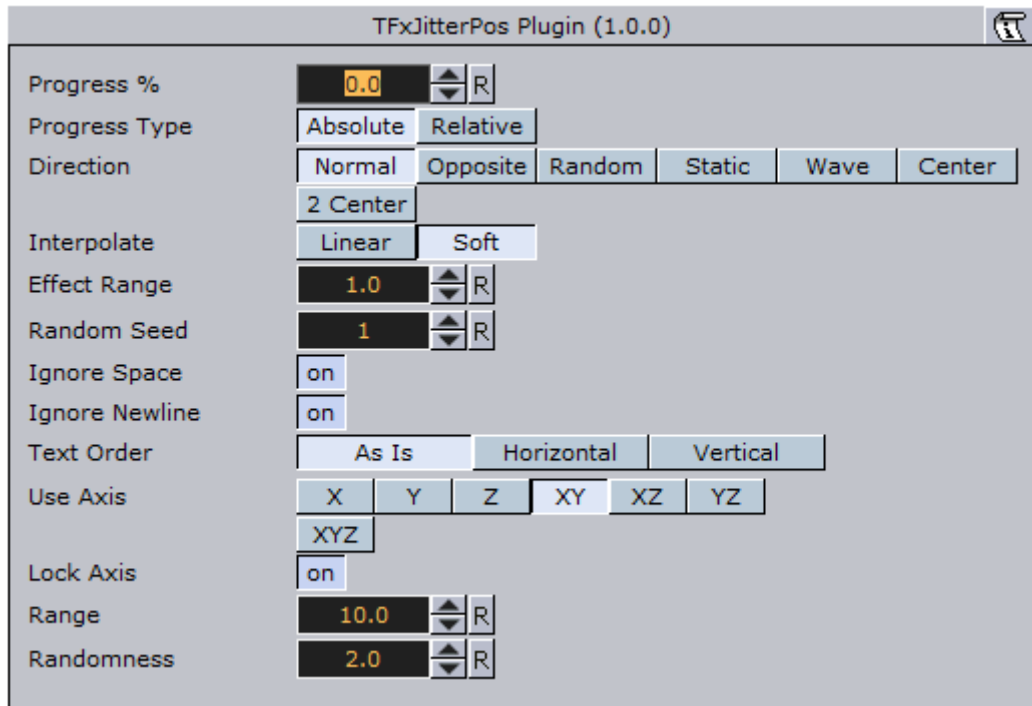 TFxJitterPos Plugin (1.0.0)
Progress % 0.0 R
Progress Type Absolute Relative
Direction Normal Opposite Random Static Wave Center
2 Center
Interpolate Linear Soft
Effect Range 1.0 R
Random Seed 1 R
Ignore Space on
Ignore Newline on
Text Order As Is Horizontal Vertical
Use Axis X Y Z XY XZ YZ
XYZ
Lock Axis on
Range 10.0 R
Randomness 2.0 R